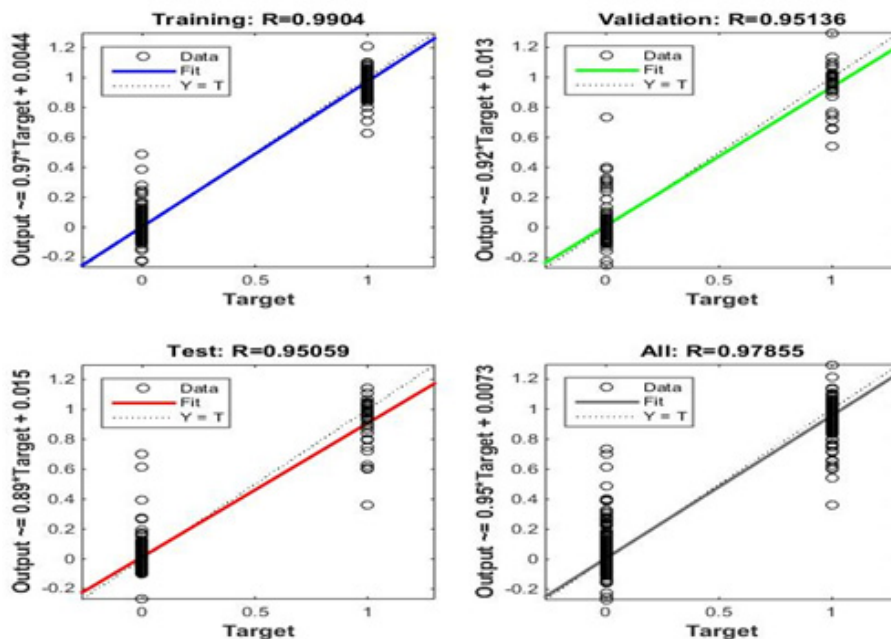 Training: R=0.9904
Output ~= 0.97*Target + 0.0044
1.2
1
0.8
0.6
0.4
0.2
0
-0.2
Data
Fit
Y = T
0
0.5
1
Target
Validation: R=0.95136
Output ~= 0.92*Target + 0.013
1.2
1
0.8
0.6
0.4
0.2
0
-0.2
Data
Fit
Y = T
0
0.5
1
Target
Test: R=0.95059
Output ~= 0.89*Target + 0.015
1.2
1
0.8
0.6
0.4
0.2
0
-0.2
Data
Fit
Y = T
0
0.5
1
Target
All: R=0.97855
Output ~= 0.95*Target + 0.0073
1.2
1
0.8
0.6
0.4
0.2
0
-0.2
Data
Fit
Y = T
0
0.5
1
Target